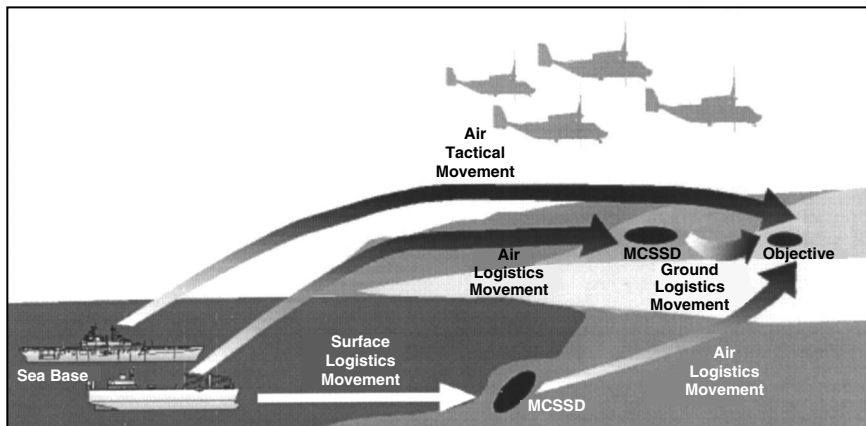 Air
Tactical
Movement
MCSSD
Objective
Air
Logistics
Movement
Ground
Logistics
Movement
Sea Base
Surface
Logistics
Movement
MCSSD
Air
Logistics
Movement